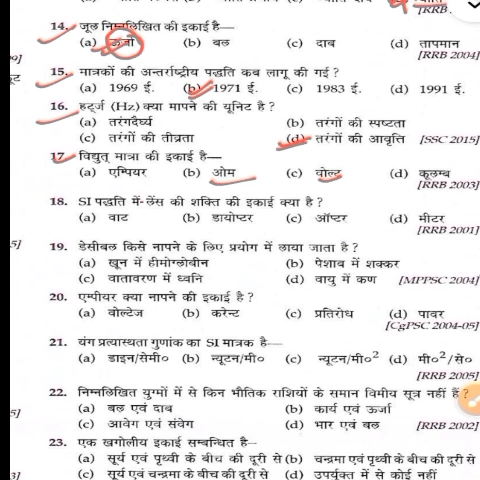 [RRB
14. जूल निम्नलिखित की इकाई है—
(a) ऊर्जा (b) बल (c) दाब (d) तापमान
[RRB 2004]
15. मात्रकों की अन्तर्राष्ट्रीय पद्धति कब लागू की गई ?
(a) 1969 ई. (b) 1971 ई. (c) 1983 ई. (d) 1991 ई.
16. हर्ट्ज (Hz) क्या मापने की यूनिट है ?
(a) तरंगदैर्घ्य (b) तरंगों की स्पष्टता
(c) तरंगों की तीव्रता (d) तरंगों की आवृत्ति [SSC 2015]
17. विद्युत् मात्रा की इकाई है—
(a) एम्पियर (b) ओम (c) वोल्ट (d) कूलम्ब
[RRB 2003]
18. SI पद्धति में लेंस की शक्ति की इकाई क्या है ?
(a) वाट (b) डायोप्टर (c) ऑप्टर (d) मीटर
[RRB 2001]
19. डेसीबल किसे नापने के लिए प्रयोग में लाया जाता है ?
(a) खून में हीमोग्लोबीन (b) पेशाब में शक्कर
(c) वातावरण में ध्वनि (d) वायु में कण [MPPSC 2004]
20. एम्पीयर क्या नापने की इकाई है ?
(a) वोल्टेज (b) करेन्ट (c) प्रतिरोध (d) पावर
[CgPSC 2004-05]
21. यंग प्रत्यास्थता गुणांक का SI मात्रक है—
(a) डाइन/सेमी० (b) न्यूटन/मी० (c) न्यूटन/मी०² (d) मी०²/से०
[RRB 2005]
22. निम्नलिखित युग्मों में से किन भौतिक राशियों के समान विमीय सूत्र नहीं हैं ?
(a) बल एवं दाब (b) कार्य एवं ऊर्जा
(c) आवेग एवं संवेग (d) भार एवं बल [RRB 2002]
23. एक खगोलीय इकाई सम्बन्धित है—
(a) सूर्य एवं पृथ्वी के बीच की दूरी से (b) चन्द्रमा एवं पृथ्वी के बीच की दूरी से
(c) सूर्य एवं चन्द्रमा के बीच की दूरी से (d) उपर्युक्त में से कोई नहीं